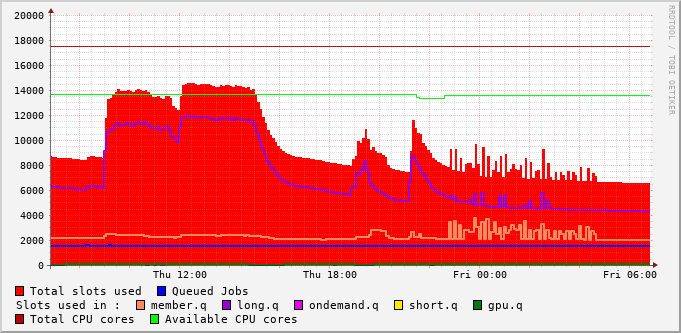 20000
18000
16000
14000
12000
10000
8000
6000
4000
2000
0
Thu 12:00 Thu 18:00 Fri 00:00 Fri 06:00
Total slots used Queued Jobs
Slots used in : member.q long.q ondemand.q short.q gpu.q
Total CPU cores Available CPU cores
RRDTOOL / TOBI OETIKER